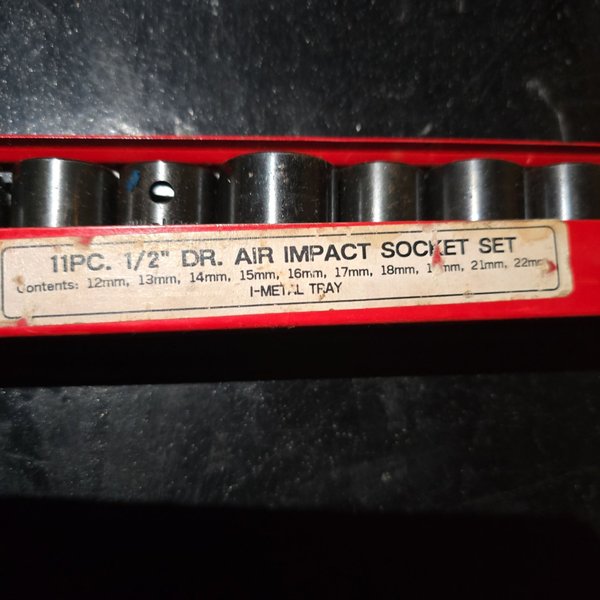 11PC. 1/2" DR. AIR IMPACT SOCKET SET
Contents: 12mm, 13mm, 14mm, 15mm, 16mm, 17mm, 18mm, 21mm, 22mm
1-METAL TRAY